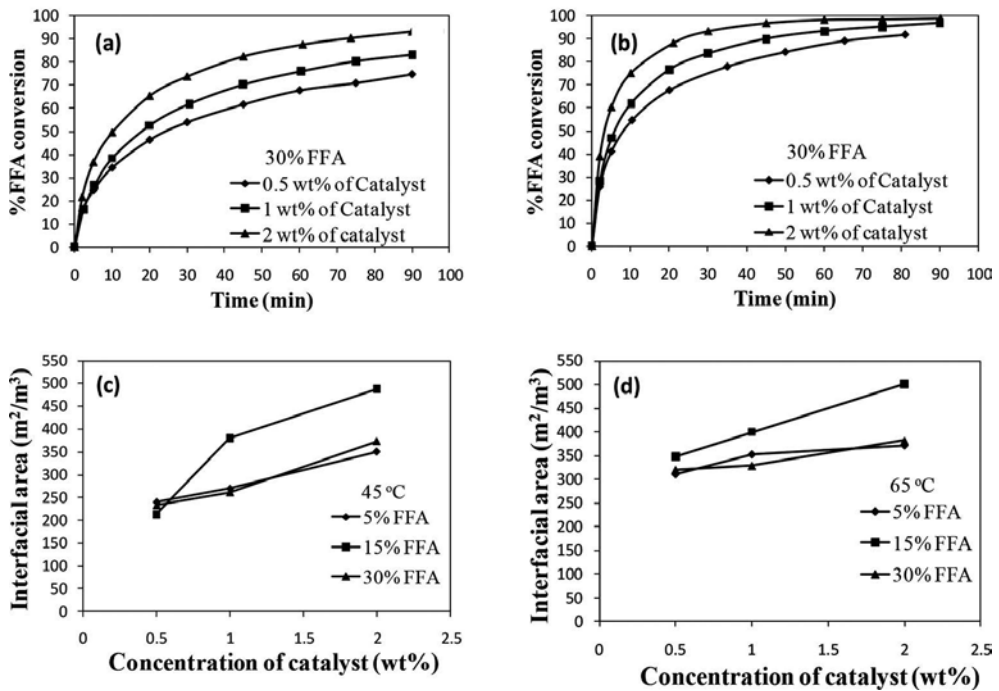 (a)
%FFA conversion
100
90
80
70
60
50
40
30
20
10
0
30% FFA
0.5 wt% of Catalyst
1 wt% of Catalyst
2 wt% of catalyst
0 10 20 30 40 50 60 70 80 90 100
Time (min)
(b)
%FFA conversion
100
90
80
70
60
50
40
30
20
10
0
30% FFA
0.5 wt% of Catalyst
1 wt% of Catalyst
2 wt% of catalyst
0 10 20 30 40 50 60 70 80 90 100
Time (min)
(c)
Interfacial area (m²/m³)
550
500
450
400
350
300
250
200
150
100
50
0
45 °C
5% FFA
15% FFA
30% FFA
0 0.5 1 1.5 2 2.5
Concentration of catalyst (wt%)
(d)
Interfacial area (m²/m³)
550
500
450
400
350
300
250
200
150
100
50
0
65 °C
5% FFA
15% FFA
30% FFA
0 0.5 1 1.5 2 2.5
Concentration of catalyst (wt%)